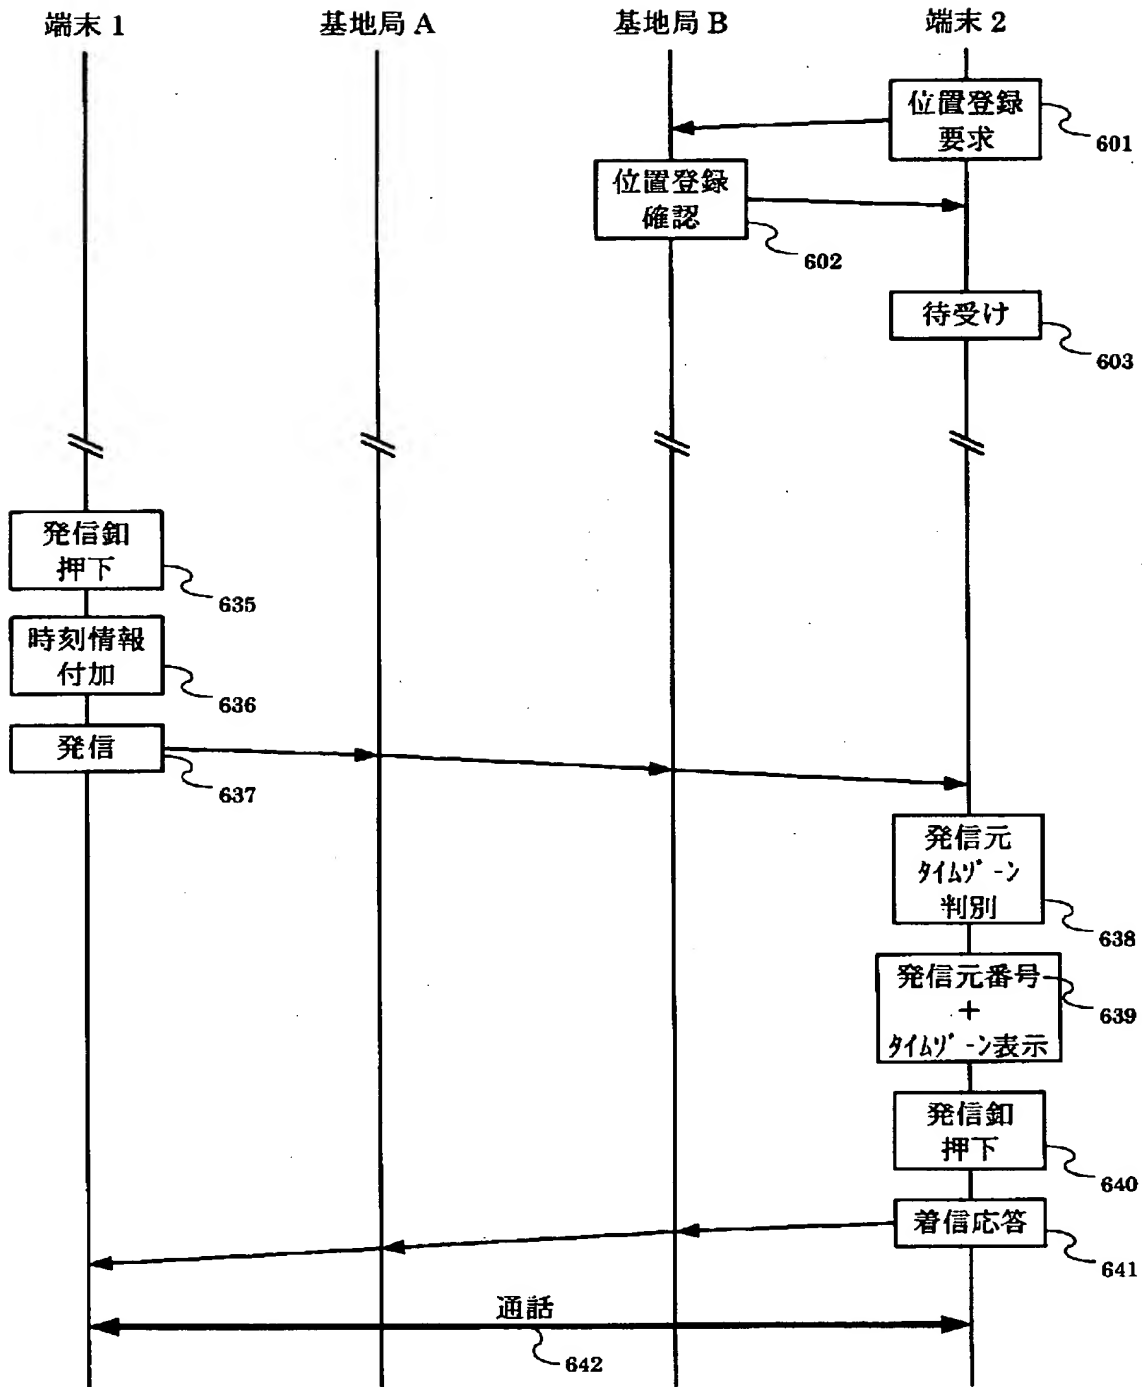 端末 1
基地局 A
基地局 B
端末 2
位置登録
要求
601
位置登録
確認
602
待受け
603
発信釦
押下
635
時刻情報
付加
636
発信
637
発信元
ﾀｲﾑｿﾞｰﾝ
判別
638
発信元番号
+
ﾀｲﾑｿﾞｰﾝ表示
639
発信釦
押下
640
着信応答
641
通話
642